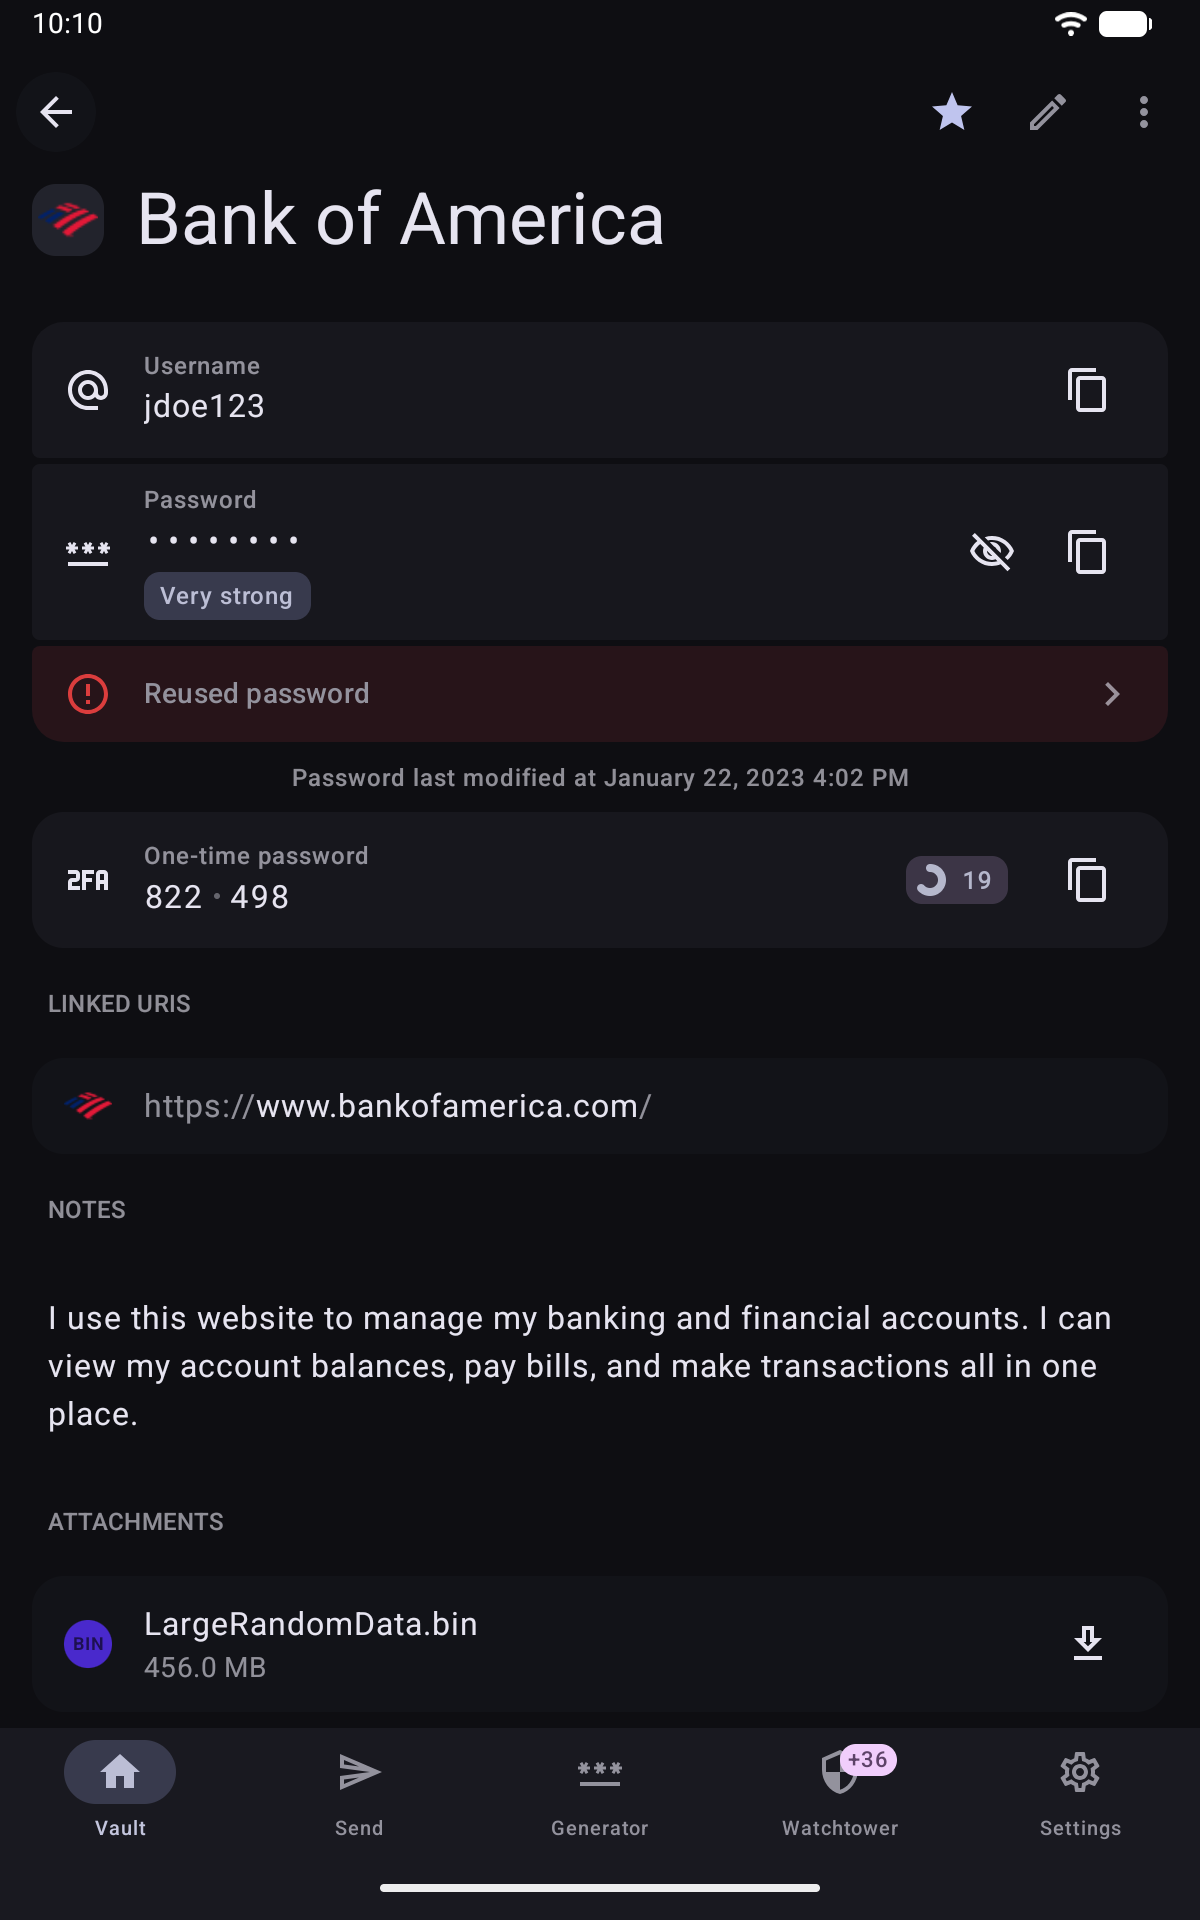 10:10
Bank of America
Username
jdoe123
Password
••••••••
***
Very strong
Reused password
Password last modified at January 22, 2023 4:02 PM
One-time password
2FA
822 • 498
19
LINKED URIS
https://www.bankofamerica.com/
NOTES
I use this website to manage my banking and financial accounts. I can
view my account balances, pay bills, and make transactions all in one
place.
ATTACHMENTS
LargeRandomData.bin
BIN
456.0 MB
+36
Vault
Send
Generator
Watchtower
Settings